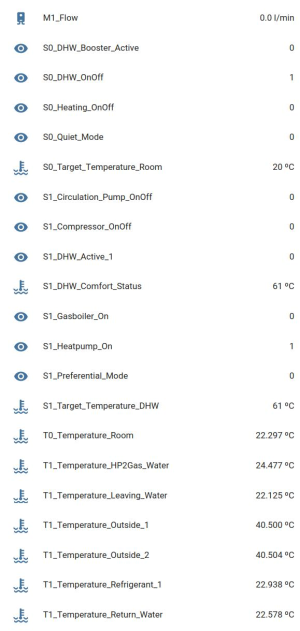 M1_Flow 0.0 l/min
S0_DHW_Booster_Active 0
S0_DHW_OnOff 1
S0_Heating_OnOff 0
S0_Quiet_Mode 0
S0_Target_Temperature_Room 20 ºC
S1_Circulation_Pump_OnOff 0
S1_Compressor_OnOff 0
S1_DHW_Active_1 0
S1_DHW_Comfort_Status 61 ºC
S1_Gasboiler_On 0
S1_Heatpump_On 1
S1_Preferential_Mode 0
S1_Target_Temperature_DHW 61 ºC
T0_Temperature_Room 22.297 ºC
T1_Temperature_HP2Gas_Water 24.477 ºC
T1_Temperature_Leaving_Water 22.125 ºC
T1_Temperature_Outside_1 40.500 ºC
T1_Temperature_Outside_2 40.504 ºC
T1_Temperature_Refrigerant_1 22.938 ºC
T1_Temperature_Return_Water 22.578 ºC